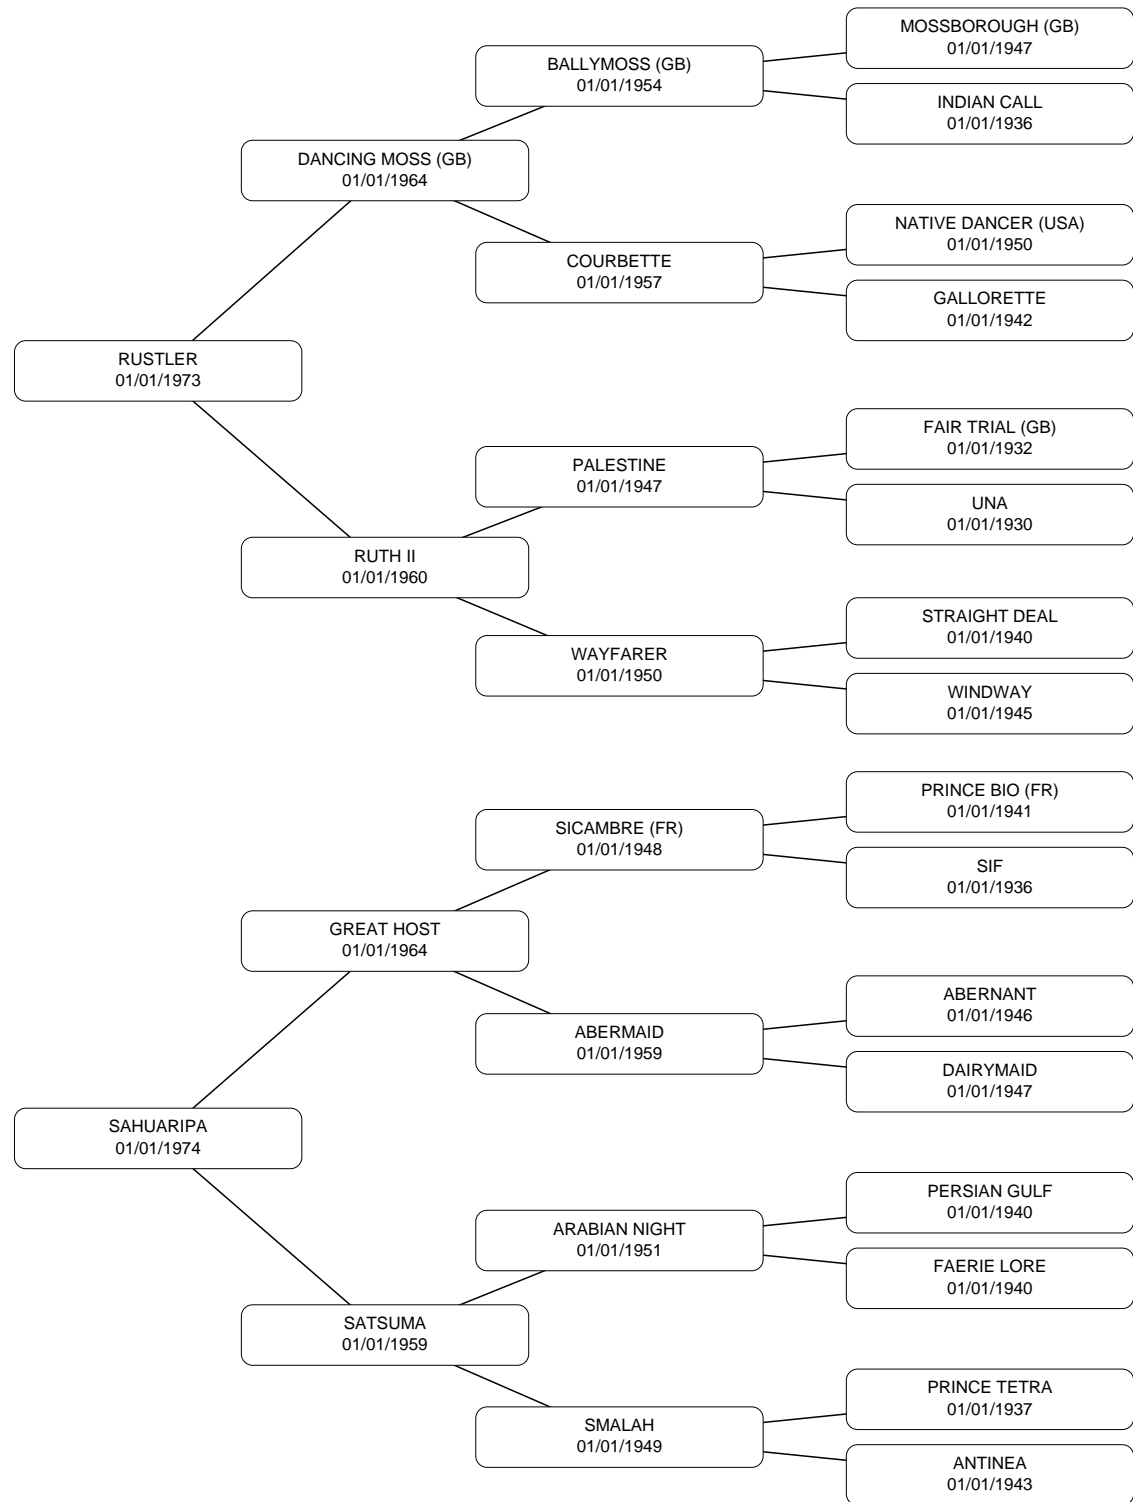 MOSSBOROUGH (GB)
01/01/1947
BALLYMOSS (GB)
01/01/1954
INDIAN CALL
01/01/1936
DANCING MOSS (GB)
01/01/1964
NATIVE DANCER (USA)
01/01/1950
COURBETTE
01/01/1957
GALLORETTE
01/01/1942
RUSTLER
01/01/1973
FAIR TRIAL (GB)
01/01/1932
PALESTINE
01/01/1947
UNA
01/01/1930
RUTH II
01/01/1960
STRAIGHT DEAL
01/01/1940
WAYFARER
01/01/1950
WINDWAY
01/01/1945
PRINCE BIO (FR)
01/01/1941
SICAMBRE (FR)
01/01/1948
SIF
01/01/1936
GREAT HOST
01/01/1964
ABERNANT
01/01/1946
ABERMAID
01/01/1959
DAIRYMAID
01/01/1947
SAHUARIPA
01/01/1974
PERSIAN GULF
01/01/1940
ARABIAN NIGHT
01/01/1951
FAERIE LORE
01/01/1940
SATSUMA
01/01/1959
PRINCE TETRA
01/01/1937
SMALAH
01/01/1949
ANTINEA
01/01/1943